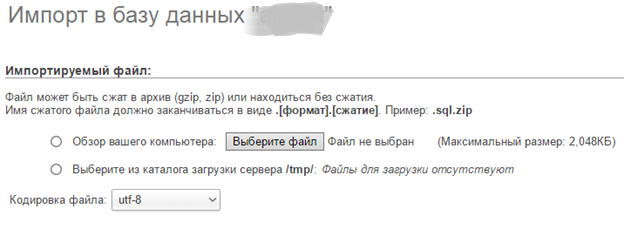 Импорт в базу данных "
Импортируемый файл:
Файл может быть сжат в архив (gzip, zip) или находиться без сжатия.
Имя сжатого файла должно заканчиваться в виде .[формат].[сжатие]. Пример: .sql.zip
Обзор вашего компьютера: Выберите файл Файл не выбран (Максимальный размер: 2,048КБ)
Выберите из каталога загрузки сервера /tmp/: Файлы для загрузки отсутствуют
Кодировка файла: utf-8